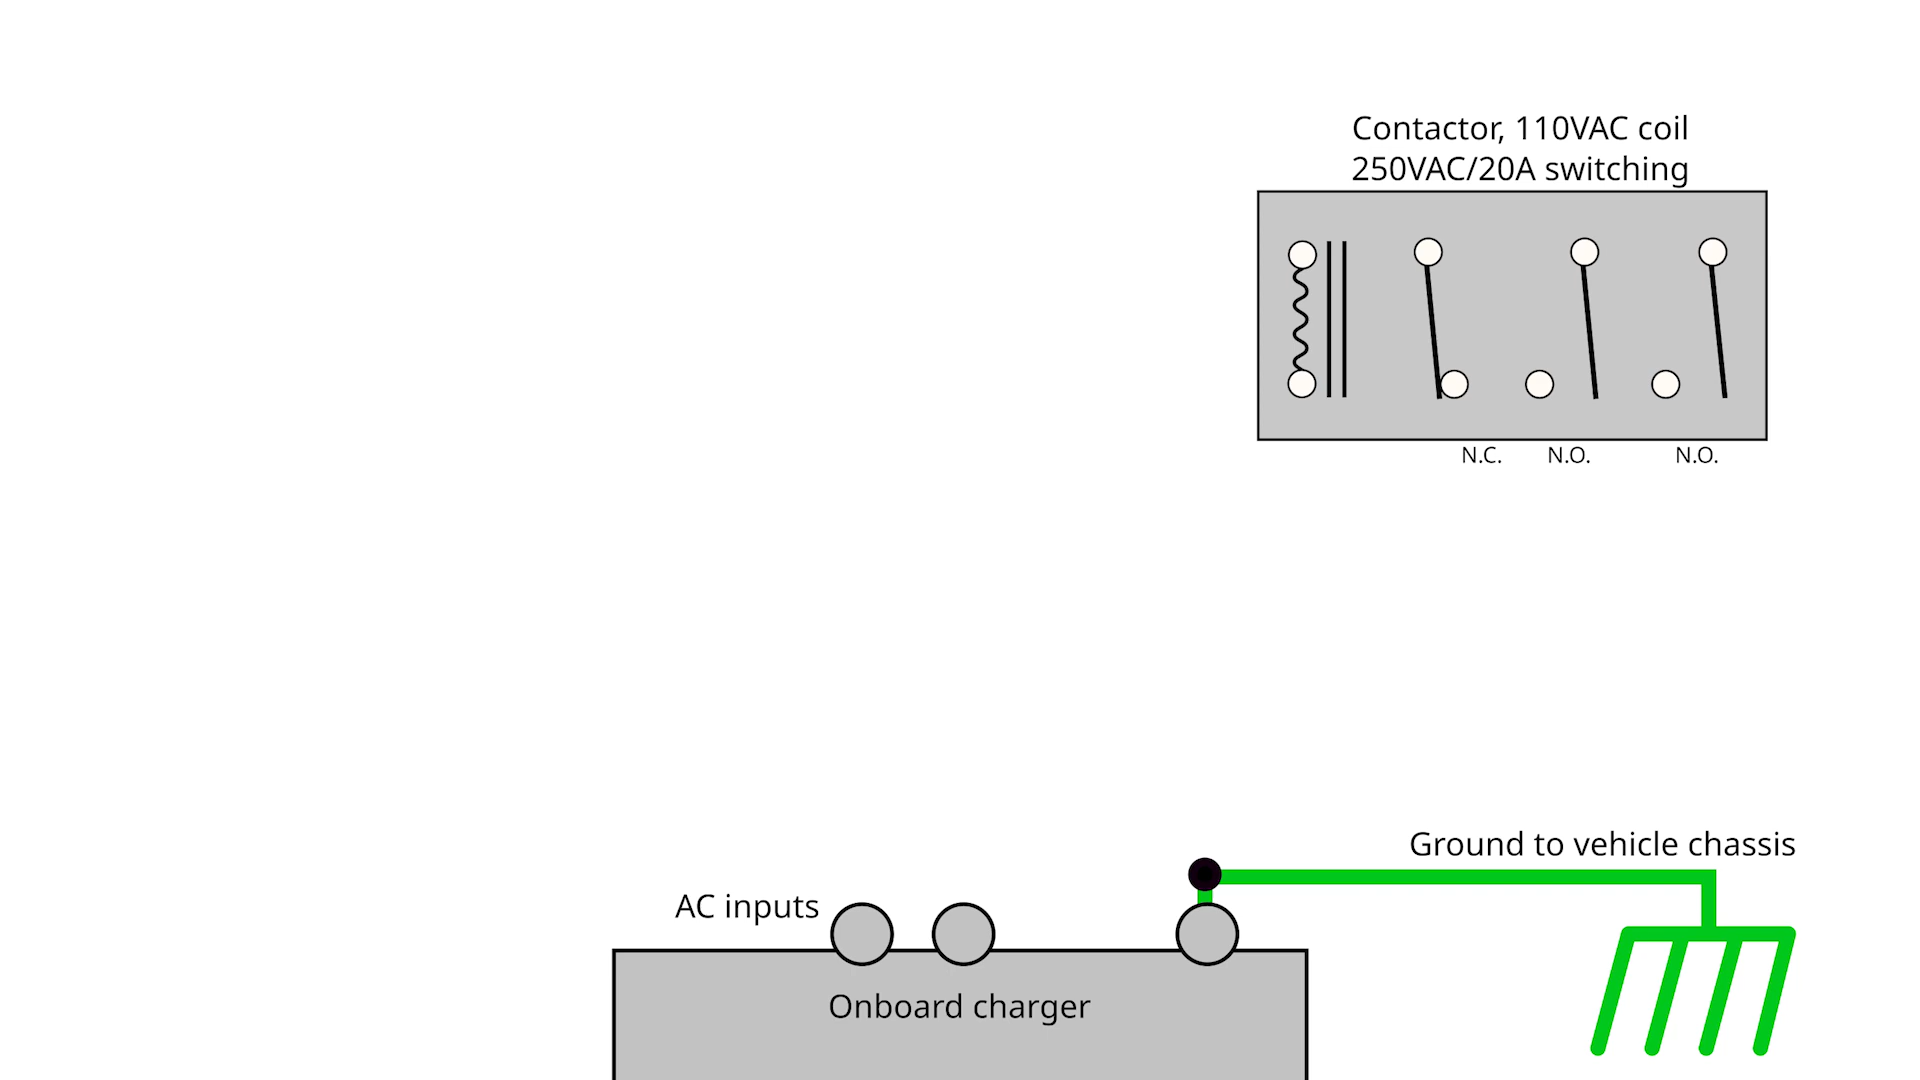 Contactor, 110VAC coil
250VAC/20A switching
N.C.
N.O.
N.O.
Ground to vehicle chassis
AC inputs
Onboard charger